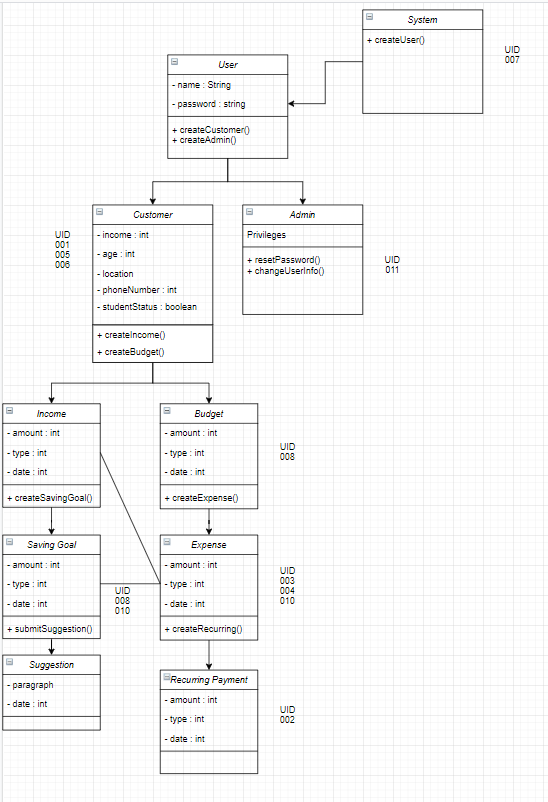 System
+ createUser()
UID
007
User
- name : String
- password : string
+ createCustomer()
+ createAdmin()
Customer
- income : int
- age : int
- location
- phoneNumber : int
- studentStatus : boolean
+ createIncome()
+ createBudget()
UID
001
005
006
Admin
Privileges
+ resetPassword()
+ changeUserInfo()
UID
011
Income
- amount : int
- type : int
- date : int
+ createSavingGoal()
Budget
- amount : int
- type : int
- date : int
+ createExpense()
UID
008
Saving Goal
- amount : int
- type : int
- date : int
+ submitSuggestion()
UID
008
010
Expense
- amount : int
- type : int
- date : int
+ createRecurring()
UID
003
004
010
Suggestion
- paragraph
- date : int
Recurring Payment
- amount : int
- type : int
- date : int
UID
002